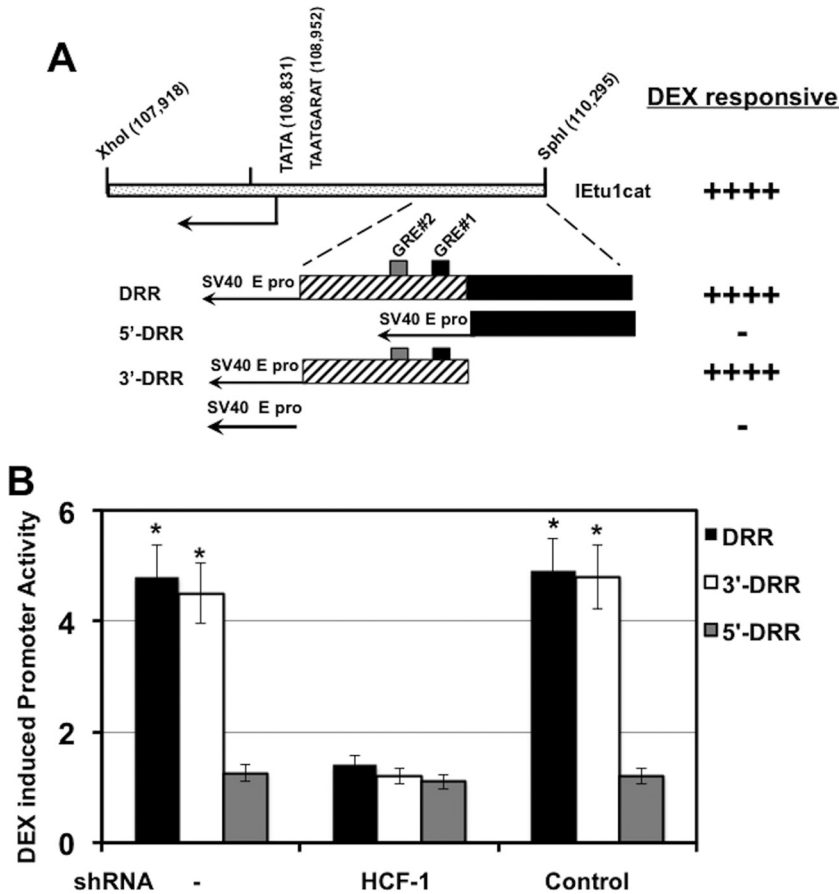 A
XhoI (107,918)
TATA (108,831)
TAATGARAT (108,952)
SphI (110,295)
DEX responsive
IEtu1cat
++++
GRE#2
GRE#1
DRR
SV40 E pro
++++
5'-DRR
SV40 E pro
-
3'-DRR
SV40 E pro
++++
SV40 E pro
-
B
DEX induced Promoter Activity
6
4
2
0
* *
* *
DRR
3'-DRR
5'-DRR
shRNA - HCF-1 Control